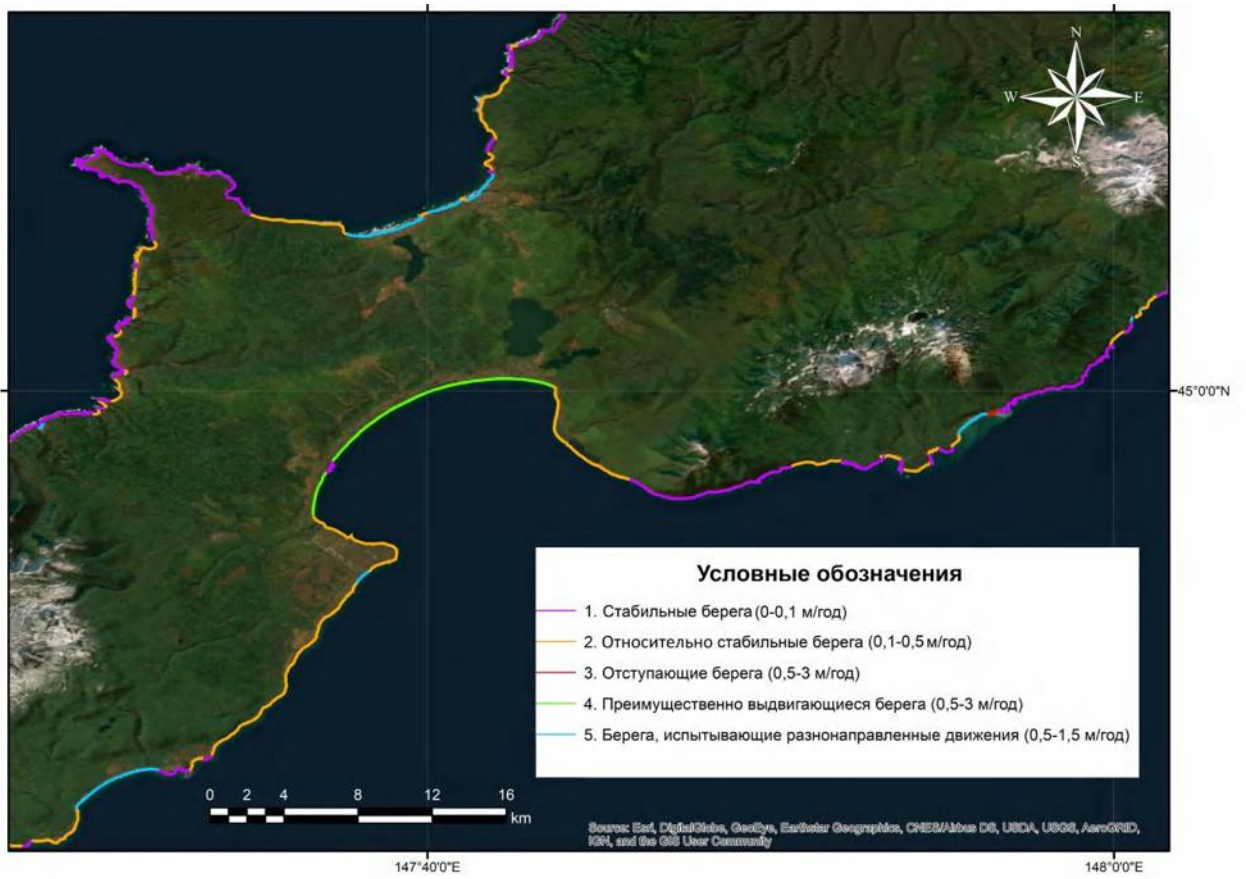 N
W E
S
45°0'0"N
Условные обозначения
1. Стабильные берега (0-0,1 м/год)
2. Относительно стабильные берега (0,1-0,5 м/год)
3. Отступающие берега (0,5-3 м/год)
4. Преимущественно выдвигающиеся берега (0,5-3 м/год)
5. Берега, испытывающие разнонаправленные движения (0,5-1,5 м/год)
0 2 4 8 12 16
km
Source: Esri, DigitalGlobe, GeoEye, Earthstar Geographics, CNES/Airbus DS, USDA, USGS, AeroGRID,
IGN, and the GIS User Community
147°40'0"E 148°0'0"E